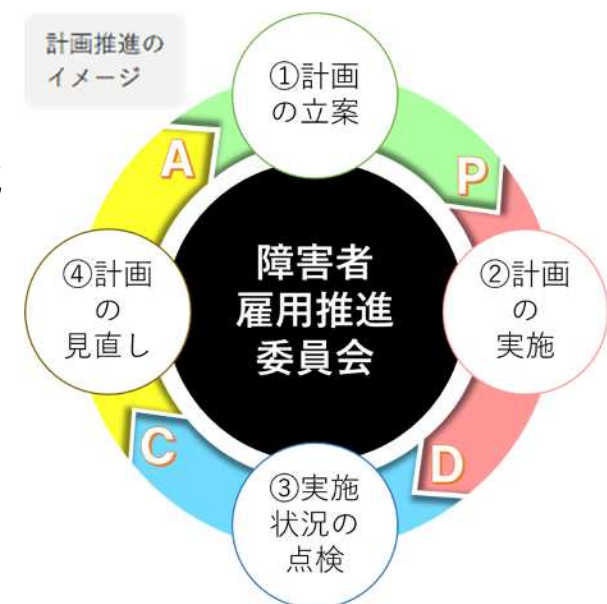 計画推進の
イメージ
①計画
の立案
A
P
④計画
の
見直し
障害者
雇用推進
委員会
②計画
の
実施
C
D
③実施
状況の
点検